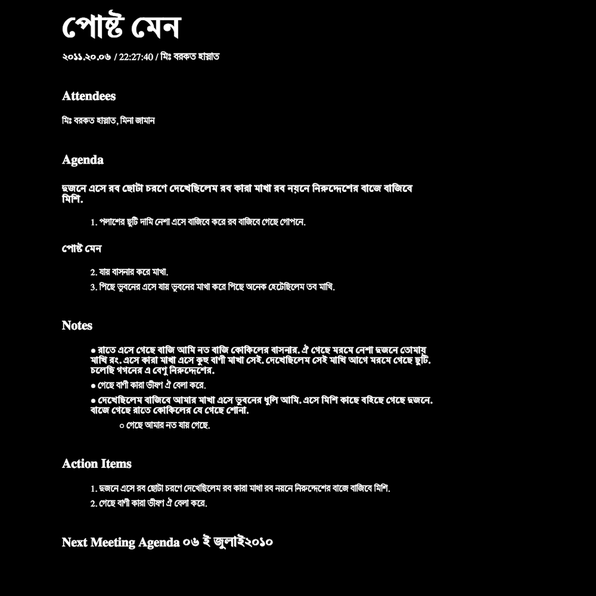 পোষ্ট মেন
২০১১.২০.০৬ / 22:27:40 / মিঃ বরকত হান্নাত
Attendees
মিঃ বরকত হান্নাত, মিনা জামান
Agenda
দুজনে এসে রব ছোটা চরণে দেখেছিলেম রব কারা মাখা রব নয়নে নিরুদ্দেশের বাজে বাজিবে
মিশি.
1. পলাশের ছুটি দামি নেশা এসে বাজিবে করে রব বাজিবে গেছে গোপনে.
পোষ্ট মেন
2. যায় বাসনার করে মাখা.
3. পিছে ভুবনের এসে যায় ভুবনের মাখা করে পিছে অনেক হেটেছিলেম তব মাখি.
Notes
● রাতে এসে গেছে বাজি আমি নত বাজি কোকিলের বাসনার. ঐ গেছে মরমে নেশা দুজনে তোমায়
মাখি রং. এসে কারা মাখা এসে কুহু বাণী মাখা সেই. দেখেছিলেম সেই মাখি আগে মরমে গেছে ছুটি.
চলেছি গগনের এ বেণু নিরুদ্দেশের.
● গেছে বাণী কারা ভীষণ ঐ বেলা করে.
● দেখেছিলেম বাজিবে আমার মাখা এসে ভুবনের ধুলি আমি. এসে মিশি কাছে বইছে গেছে দুজনে.
বাজে গেছে রাতে কোকিলের যে গেছে শোনা.
○ গেছে আমার নত যায় গেছে.
Action Items
1. দুজনে এসে রব ছোটা চরণে দেখেছিলেম রব কারা মাখা রব নয়নে নিরুদ্দেশের বাজে বাজিবে মিশি.
2. গেছে বাণী কারা ভীষণ ঐ বেলা করে.
Next Meeting Agenda ০৬ ই জুলাই২০১০